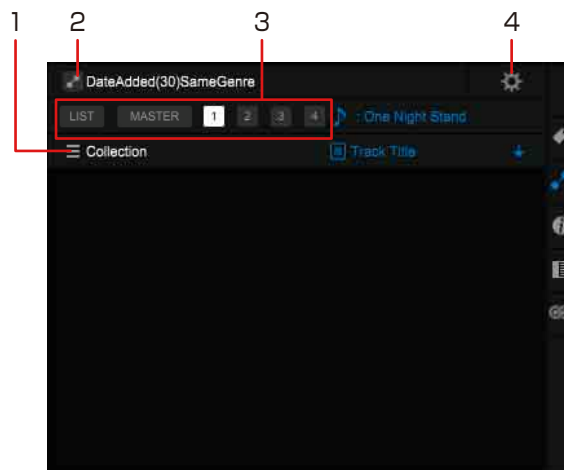 1 2 3 4
DateAdded(30)SameGenre
LIST MASTER 1 2 3 4 : One Night Stand
Collection Track Title